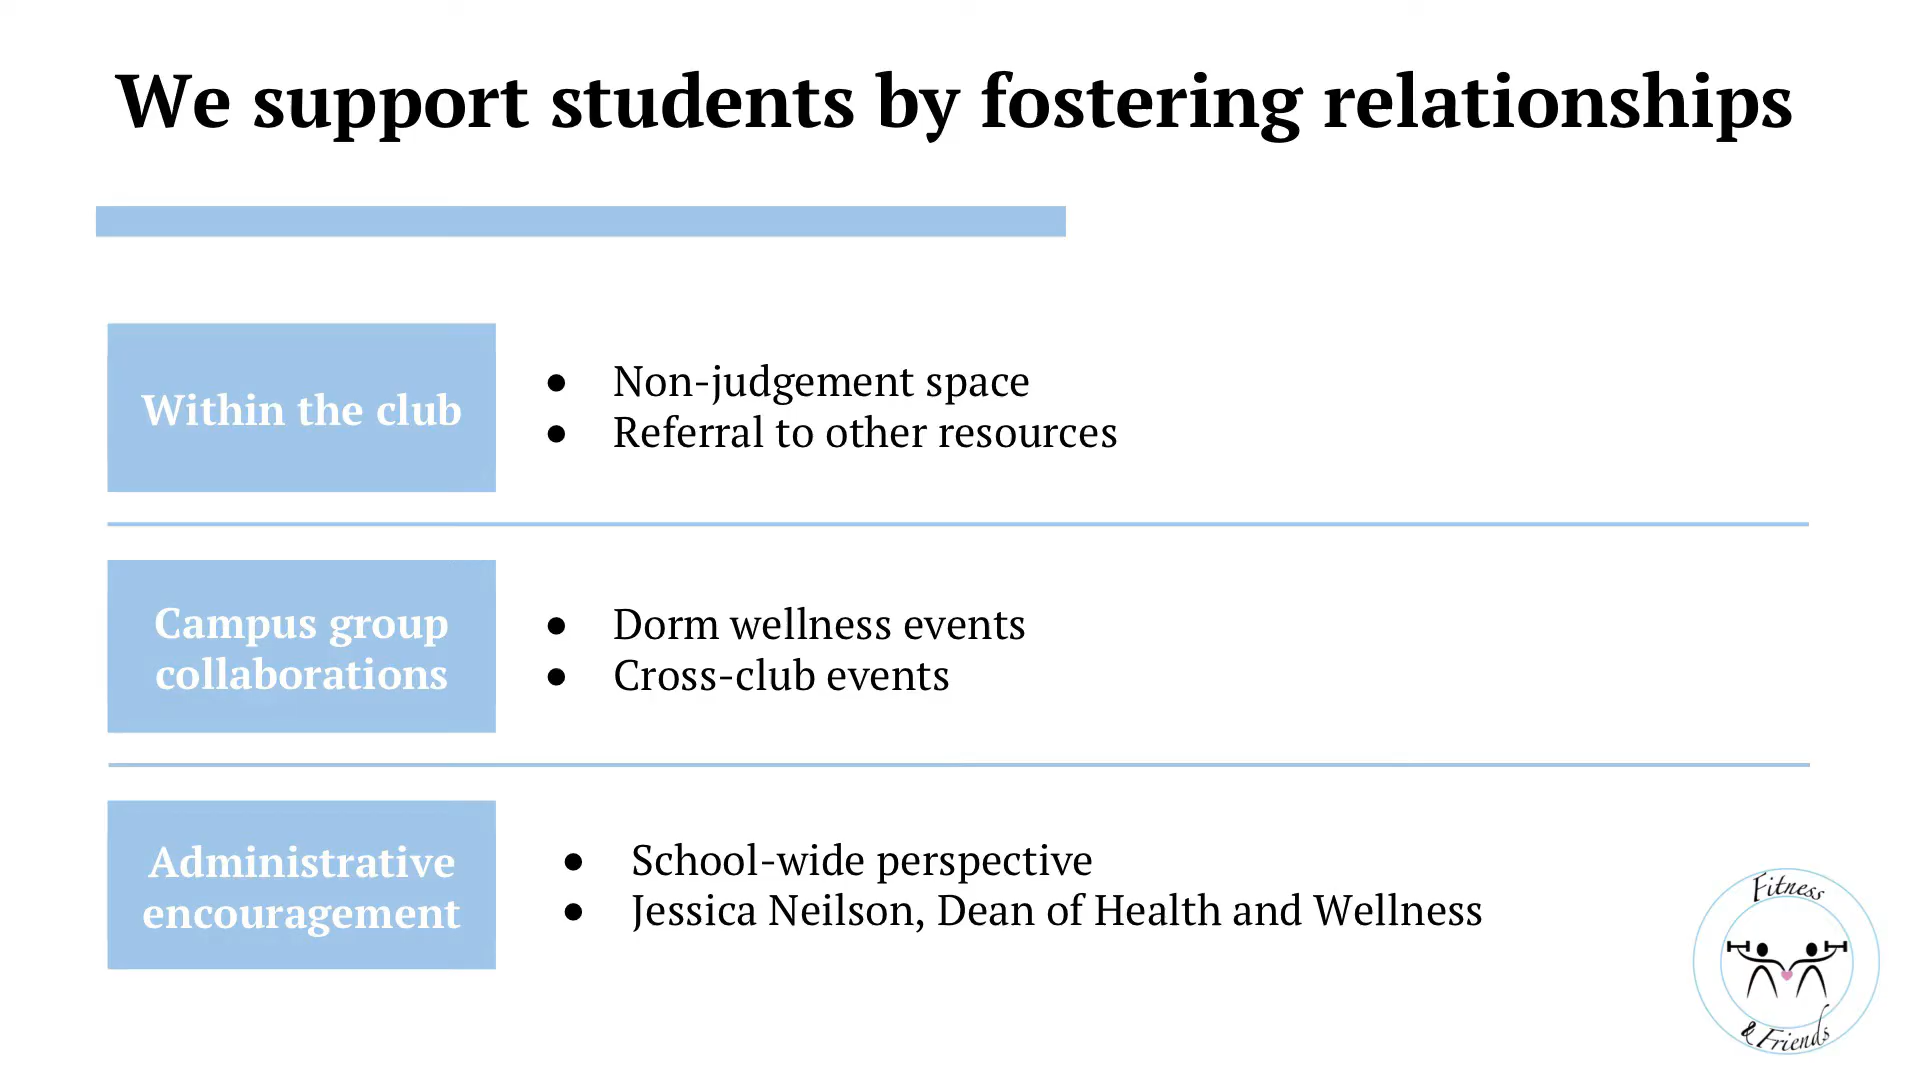 We support students by fostering relationships
Within the club
● Non-judgement space
● Referral to other resources
Campus group
collaborations
● Dorm wellness events
● Cross-club events
Administrative
encouragement
● School-wide perspective
● Jessica Neilson, Dean of Health and Wellness
Fitness
& Friends